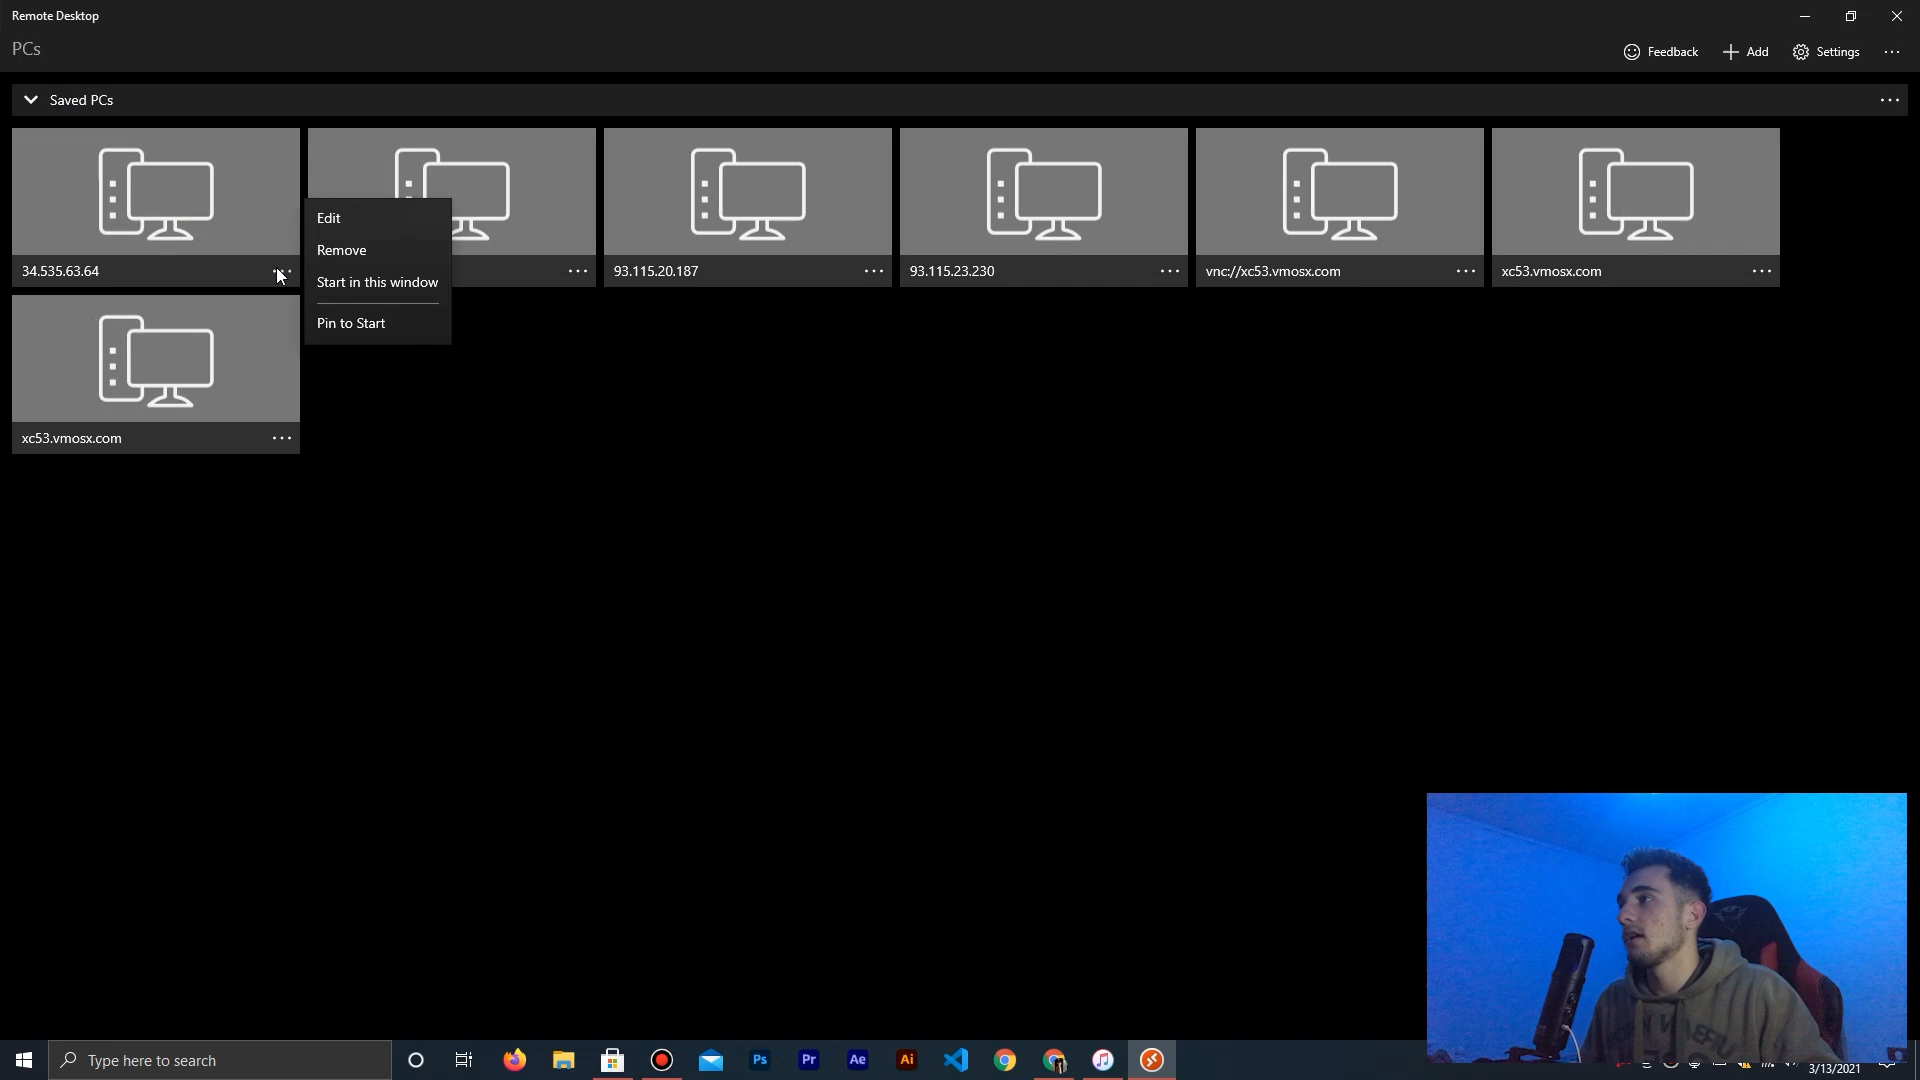 Remote Desktop
PCs
Feedback
Add
Settings
Saved PCs
34.535.63.64
93.115.20.187
93.115.23.230
vnc://xc53.vmosx.com
xc53.vmosx.com
Edit
Remove
Start in this window
Pin to Start
xc53.vmosx.com
Type here to search
Ps
Pr
Ae
Ai
3/13/2021